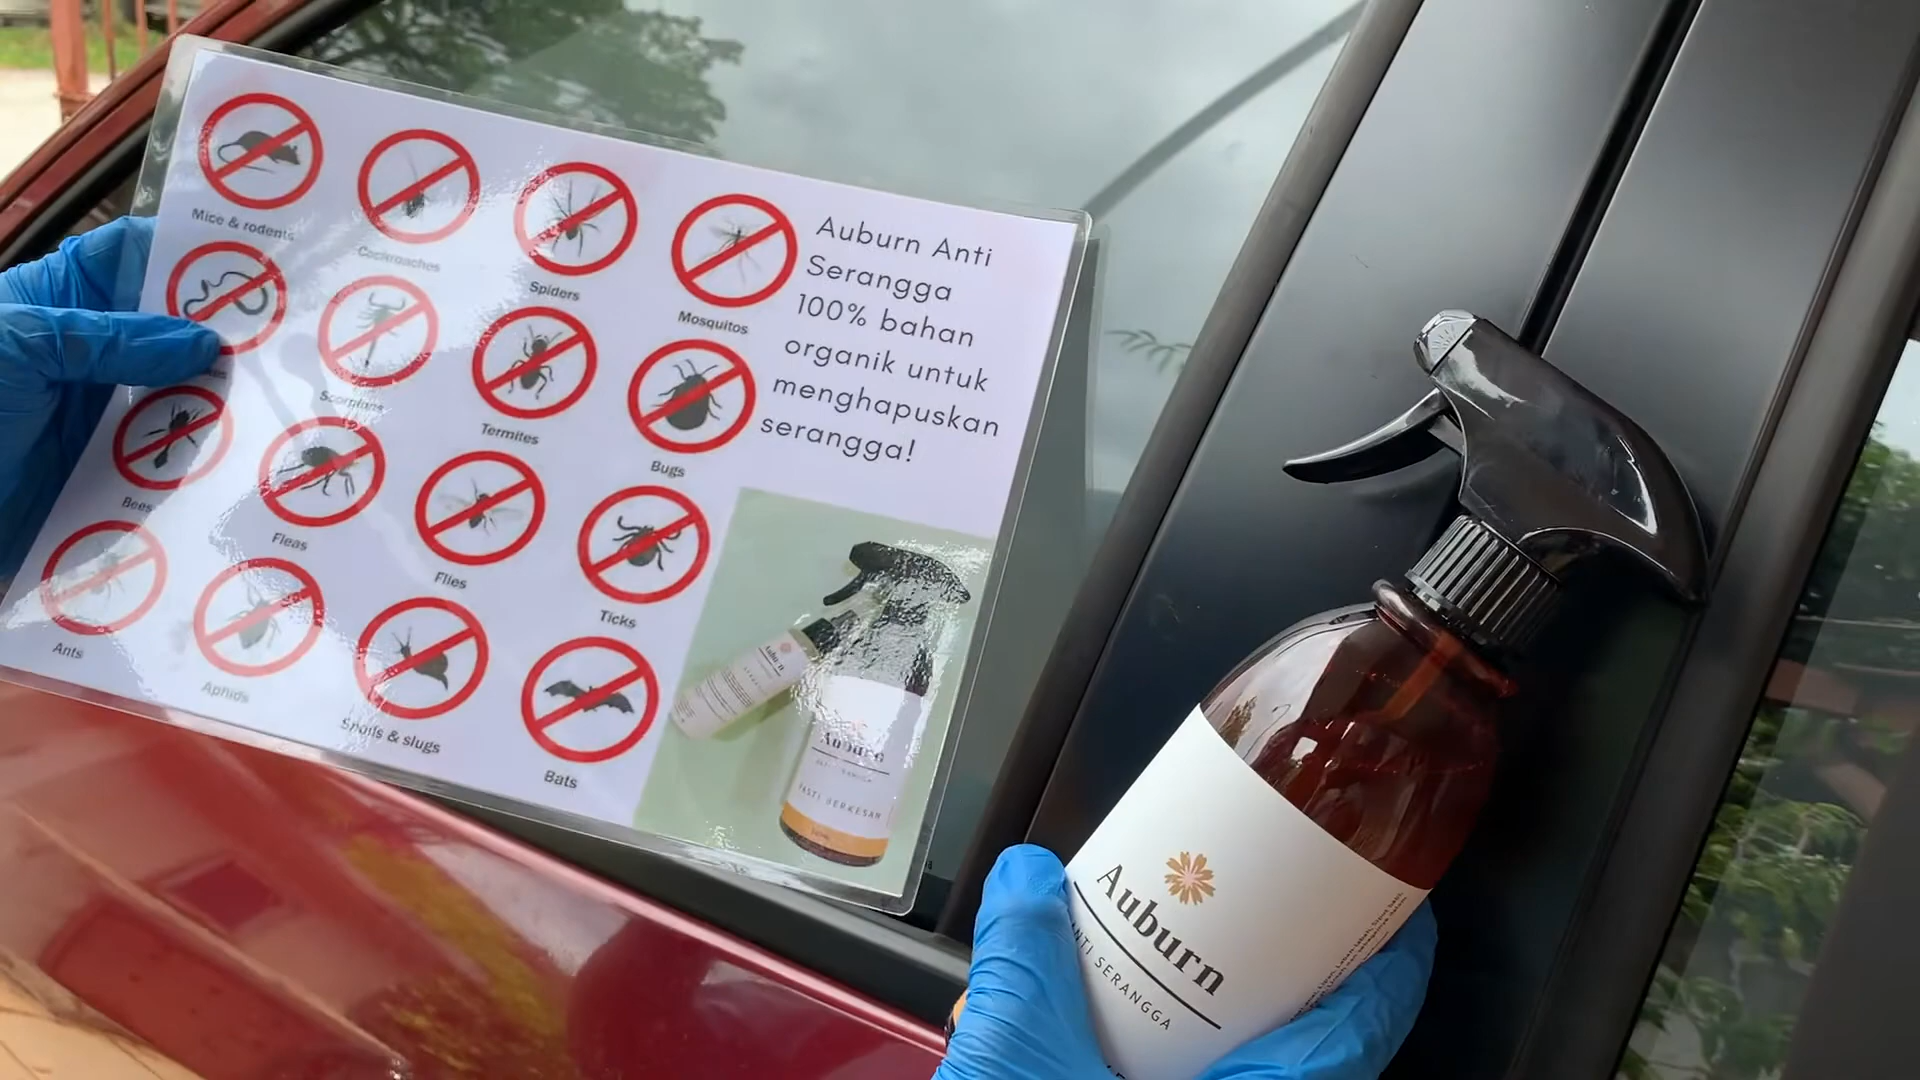 Mice & rodents
Cockroaches
Spiders
Mosquitos
Scorpions
Termites
Bugs
Bees
Fleas
Flies
Ticks
Ants
Aphids
Snails & slugs
Bats
Auburn Anti
Serangga
100% bahan
organik untuk
menghapuskan
serangga!
Auburn
Auburn
PASTI BERKESAN
Auburn
ANTI SERANGGA